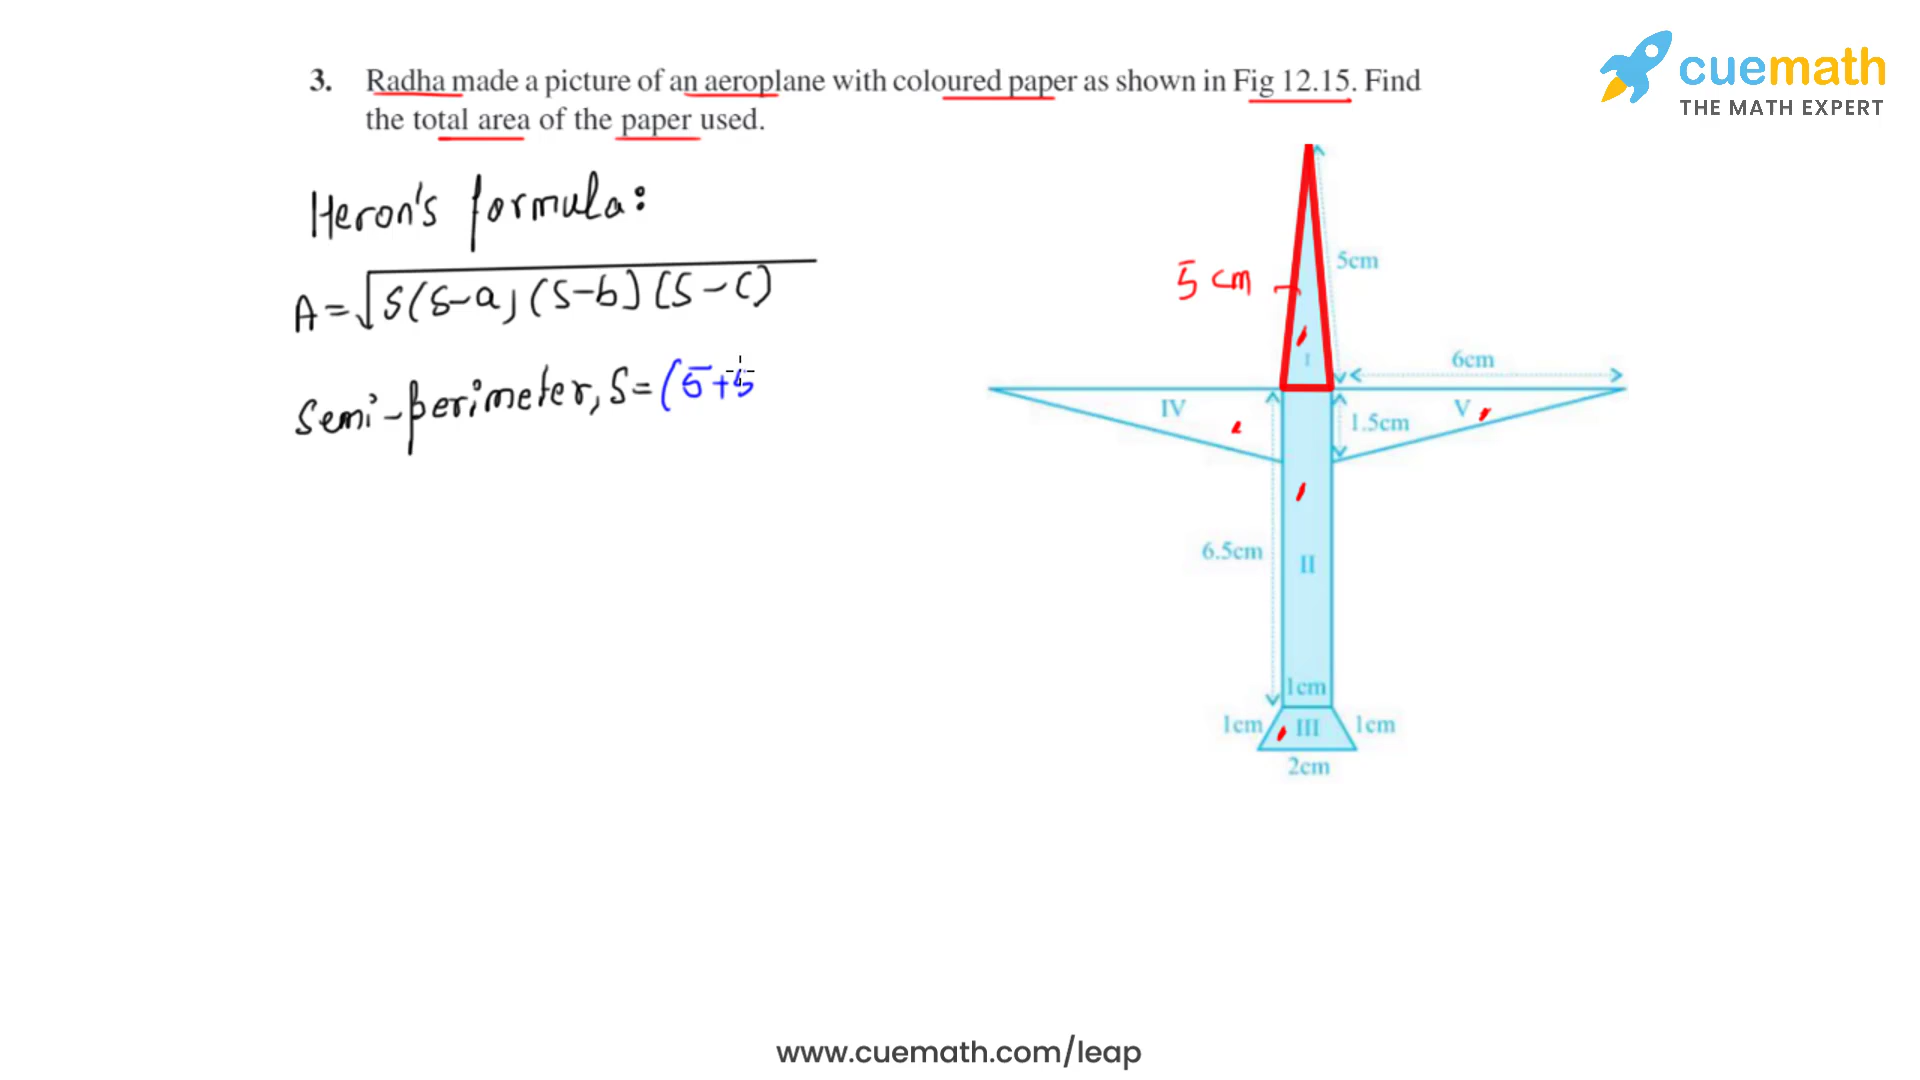 3. Radha made a picture of an aeroplane with coloured paper as shown in Fig 12.15. Find
the total area of the paper used.
cuemath
THE MATH EXPERT
Heron's formula:
A=√S(S-a)(S-b)(S-c)
Semi-perimeter, S=(5+5
5cm
5 cm
I
6cm
IV
V
1.5cm
6.5cm
II
1cm
1cm
III
1cm
2cm
www.cuemath.com/leap